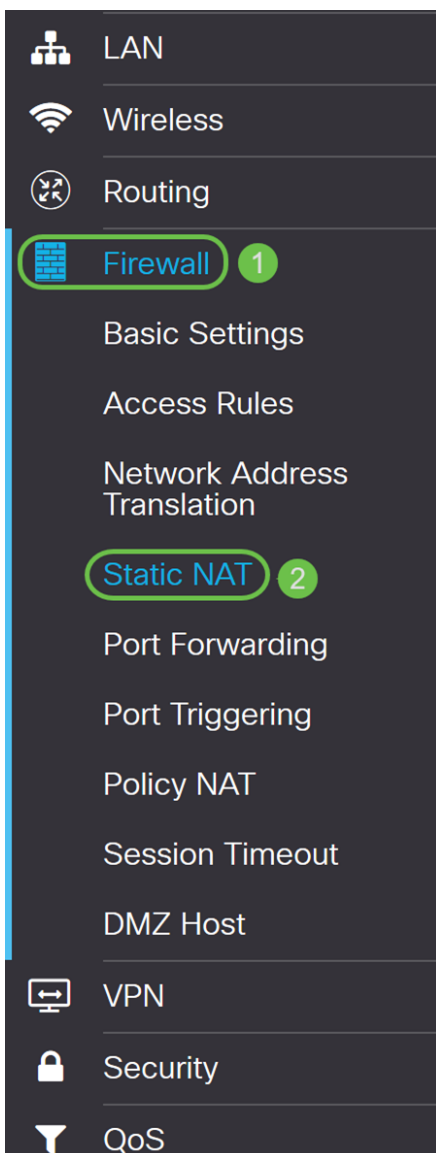 LAN
Wireless
Routing
Firewall 1
Basic Settings
Access Rules
Network Address
Translation
Static NAT 2
Port Forwarding
Port Triggering
Policy NAT
Session Timeout
DMZ Host
VPN
Security
QoS